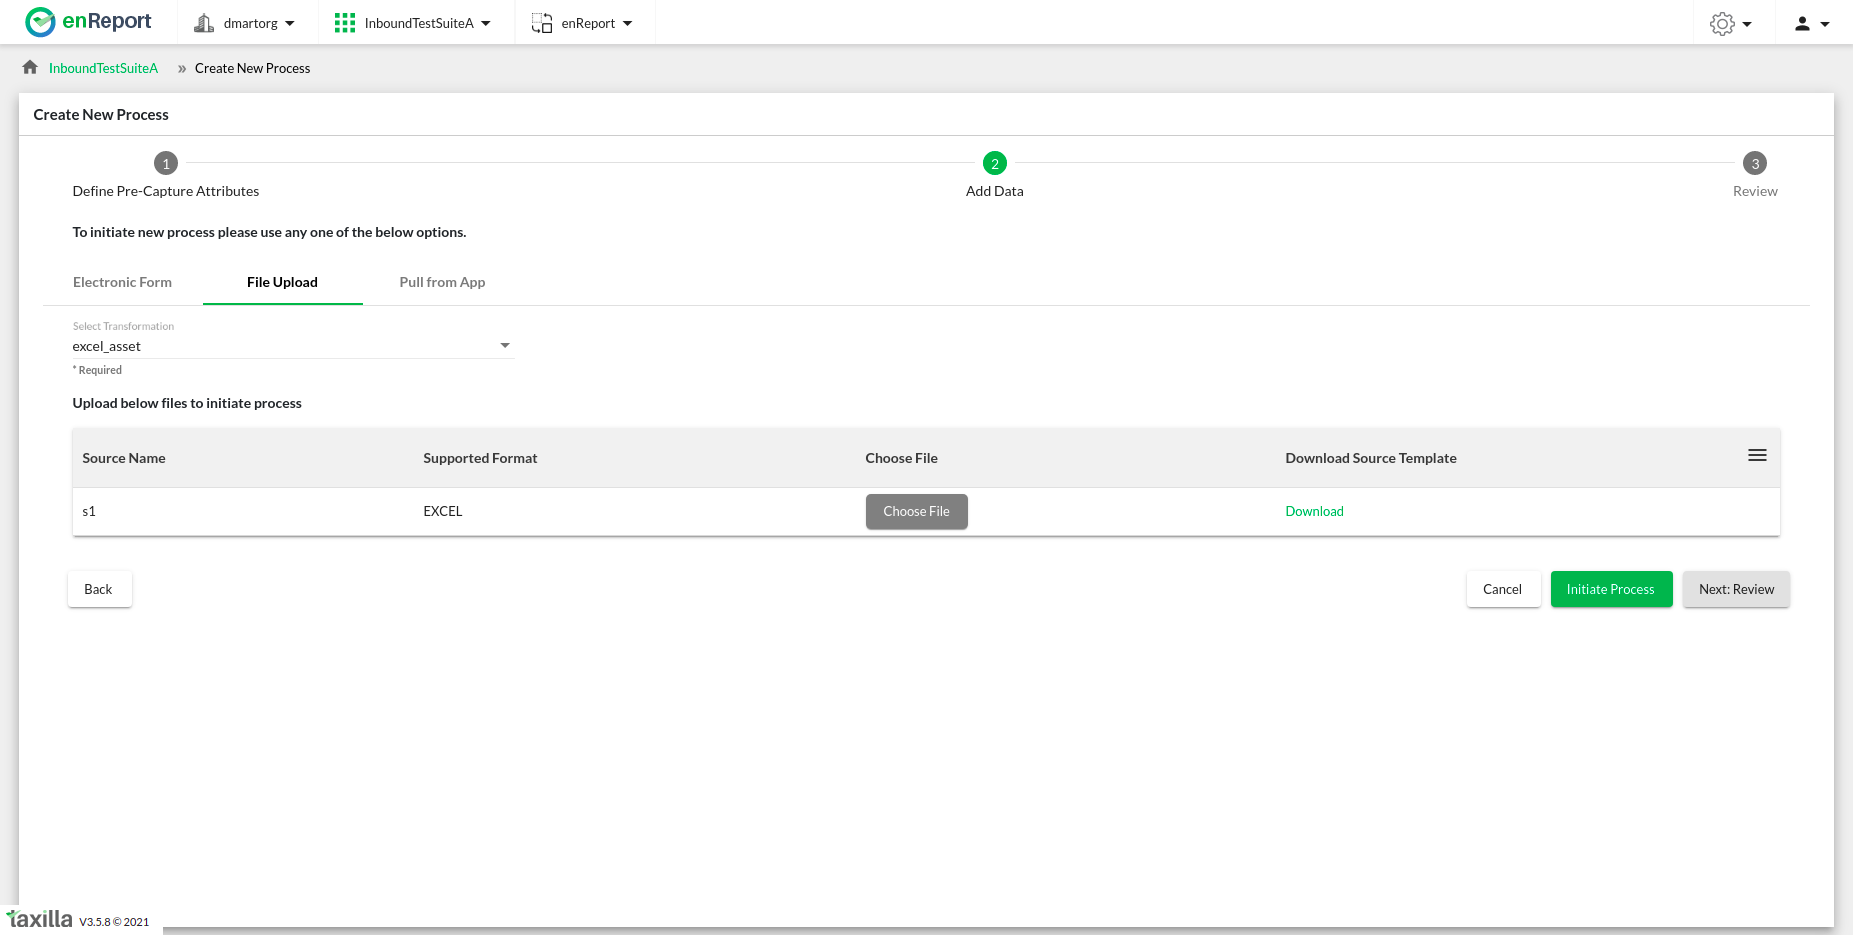 enReport dmartorg InboundTestSuiteA enReport
InboundTestSuiteA » Create New Process
Create New Process
1 2 3
Define Pre-Capture Attributes Add Data Review
To initiate new process please use any one of the below options.
Electronic Form File Upload Pull from App
Select Transformation
excel_asset
* Required
Upload below files to initiate process
Source Name Supported Format Choose File Download Source Template
s1 EXCEL Choose File Download
Back Cancel Initiate Process Next: Review
taxilla V3.5.8 © 2021